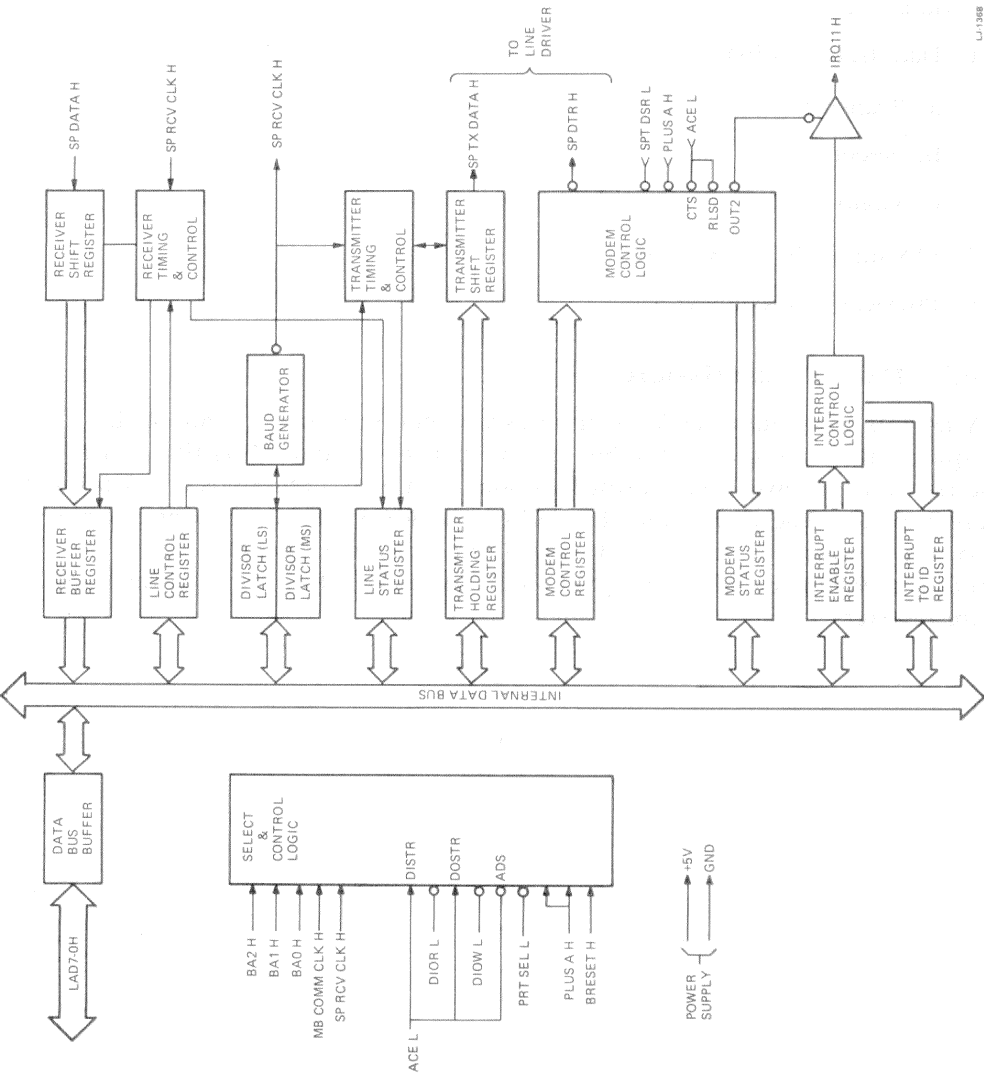 LAD7-0H
DATA
BUS
BUFFER
INTERNAL DATA BUS
RECEIVER
BUFFER
REGISTER
RECEIVER
SHIFT
REGISTER
SP DATA H
LINE
CONTROL
REGISTER
RECEIVER
TIMING
&
CONTROL
SP RCV CLK H
DIVISOR
LATCH (LS)
DIVISOR
LATCH (MS)
BAUD
GENERATOR
SP RCV CLK H
LINE
STATUS
REGISTER
TRANSMITTER
TIMING
& CONTROL
TRANSMITTER
HOLDING
REGISTER
TRANSMITTER
SHIFT
REGISTER
SP TX DATA H
TO
LINE
DRIVER
MODEM
CONTROL
REGISTER
MODEM
CONTROL
LOGIC
SP DTR H
SPT DSR L
PLUS A H
CTS
ACE L
RLSD
OUT2
MODEM
STATUS
REGISTER
INTERRUPT
ENABLE
REGISTER
INTERRUPT
CONTROL
LOGIC
IRQ11 H
INTERRUPT
TO ID
REGISTER
SELECT
&
CONTROL
LOGIC
BA2 H
BA1 H
BA0 H
MB COMM CLK H
SP RCV CLK H
ACE L
DISTR
DIOR L
DOSTR
DIOW L
ADS
PRT SEL L
PLUS A H
BRESET H
POWER
SUPPLY
+5V
GND
LJ-1368